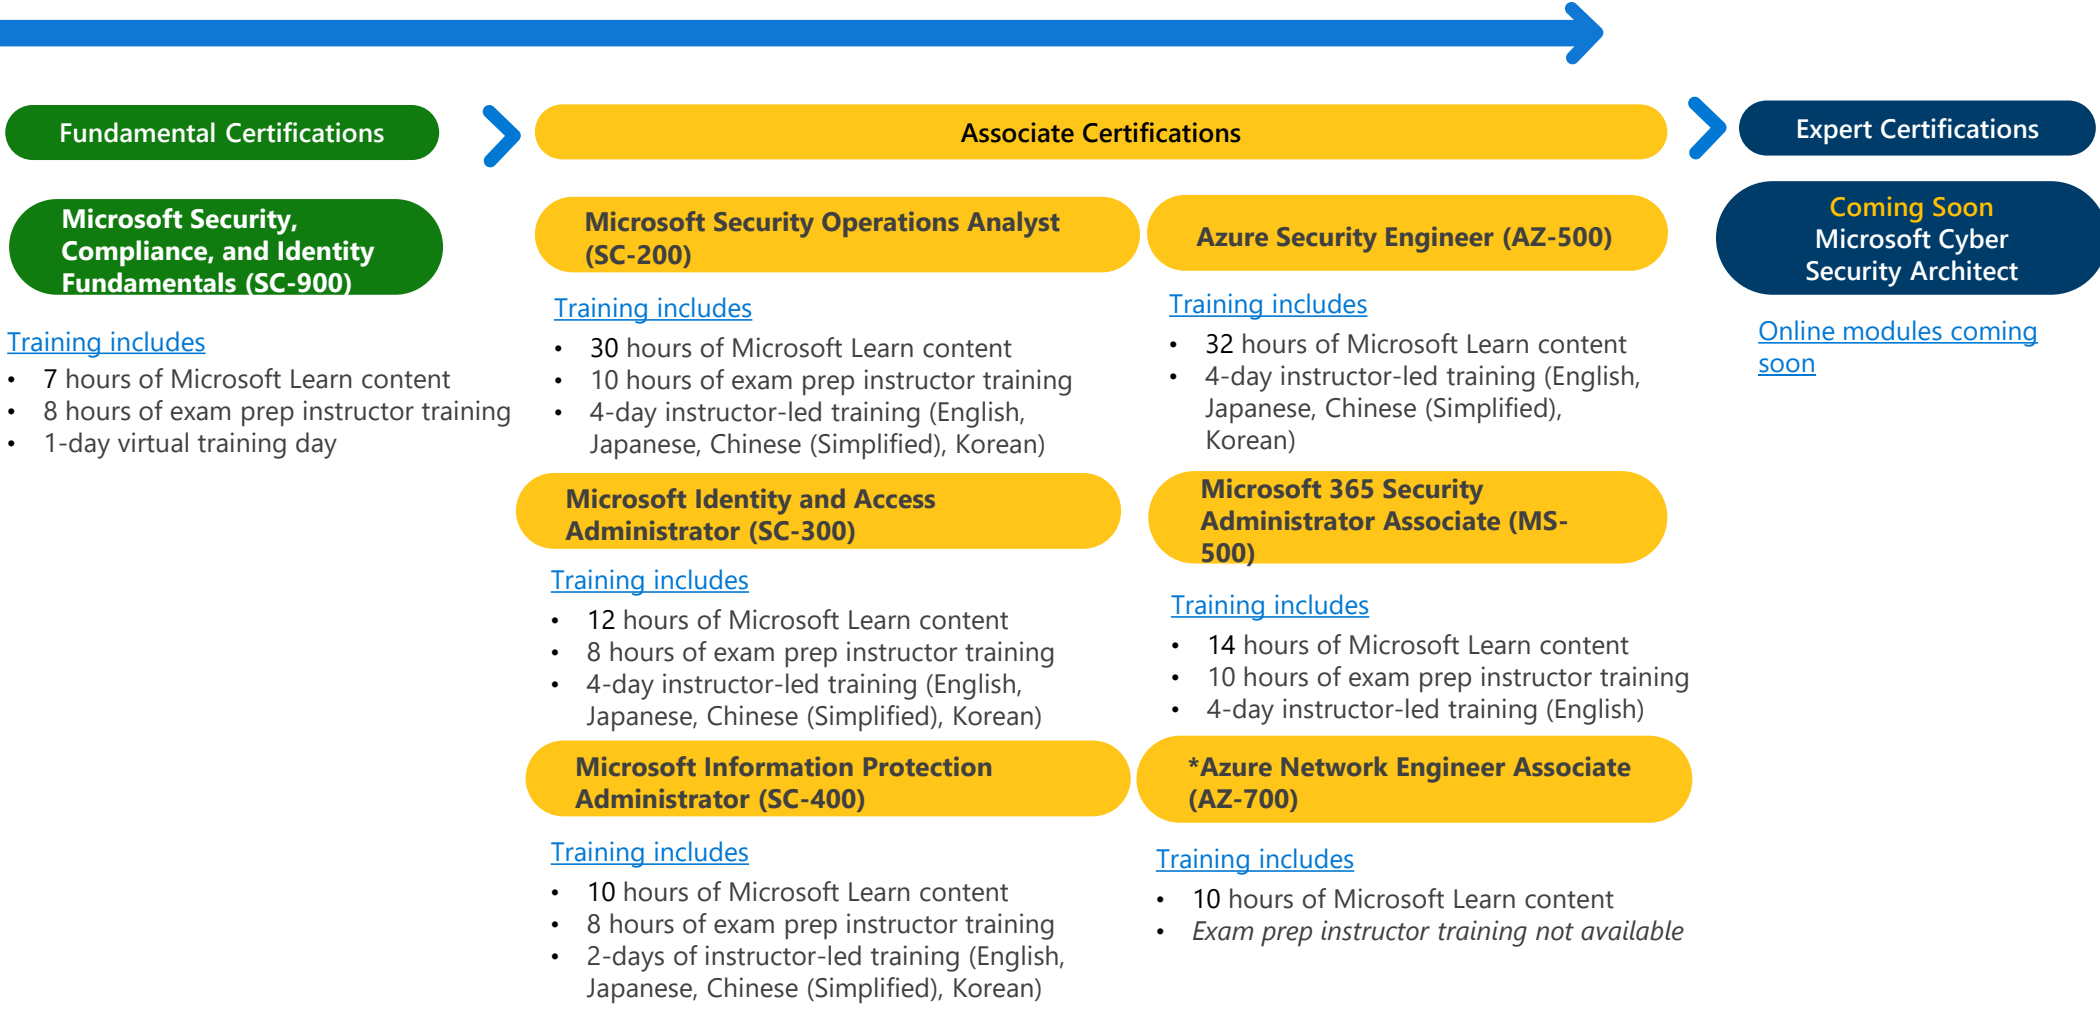 Fundamental Certifications
Associate Certifications
Expert Certifications
Microsoft Security,
Compliance, and Identity
Fundamentals (SC-900)
Training includes
• 7 hours of Microsoft Learn content
• 8 hours of exam prep instructor training
• 1-day virtual training day
Microsoft Security Operations Analyst
(SC-200)
Training includes
• 30 hours of Microsoft Learn content
• 10 hours of exam prep instructor training
• 4-day instructor-led training (English,
Japanese, Chinese (Simplified), Korean)
Microsoft Identity and Access
Administrator (SC-300)
Training includes
• 12 hours of Microsoft Learn content
• 8 hours of exam prep instructor training
• 4-day instructor-led training (English,
Japanese, Chinese (Simplified), Korean)
Microsoft Information Protection
Administrator (SC-400)
Training includes
• 10 hours of Microsoft Learn content
• 8 hours of exam prep instructor training
• 2-days of instructor-led training (English,
Japanese, Chinese (Simplified), Korean)
Azure Security Engineer (AZ-500)
Training includes
• 32 hours of Microsoft Learn content
• 4-day instructor-led training (English,
Japanese, Chinese (Simplified),
Korean)
Microsoft 365 Security
Administrator Associate (MS-
500)
Training includes
• 14 hours of Microsoft Learn content
• 10 hours of exam prep instructor training
• 4-day instructor-led training (English)
*Azure Network Engineer Associate
(AZ-700)
Training includes
• 10 hours of Microsoft Learn content
• Exam prep instructor training not available
Coming Soon
Microsoft Cyber
Security Architect
Online modules coming
soon